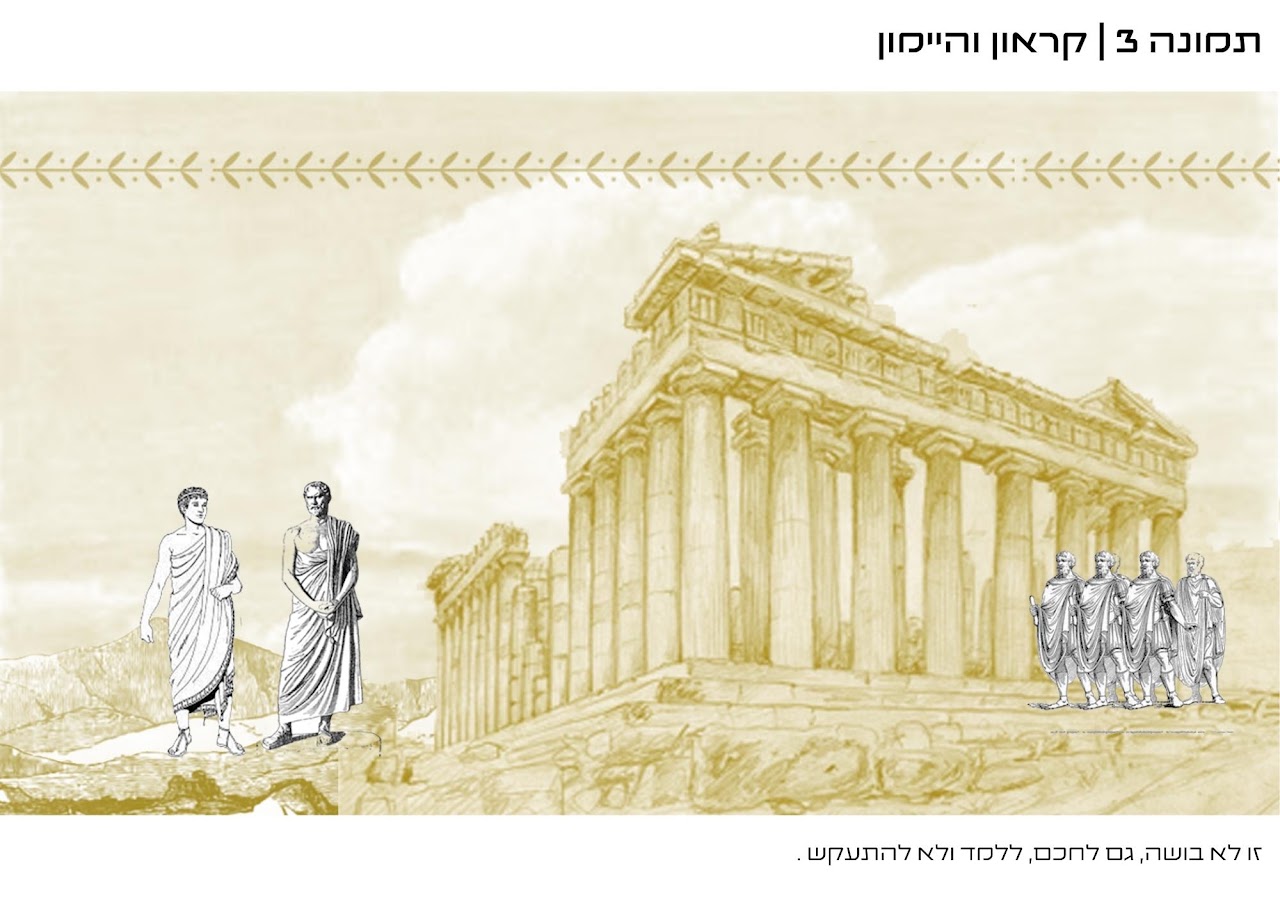 תמונה 3 | קראון והיימון
זו לא בושה, גם לחכם, ללמד ולא להתעקש .